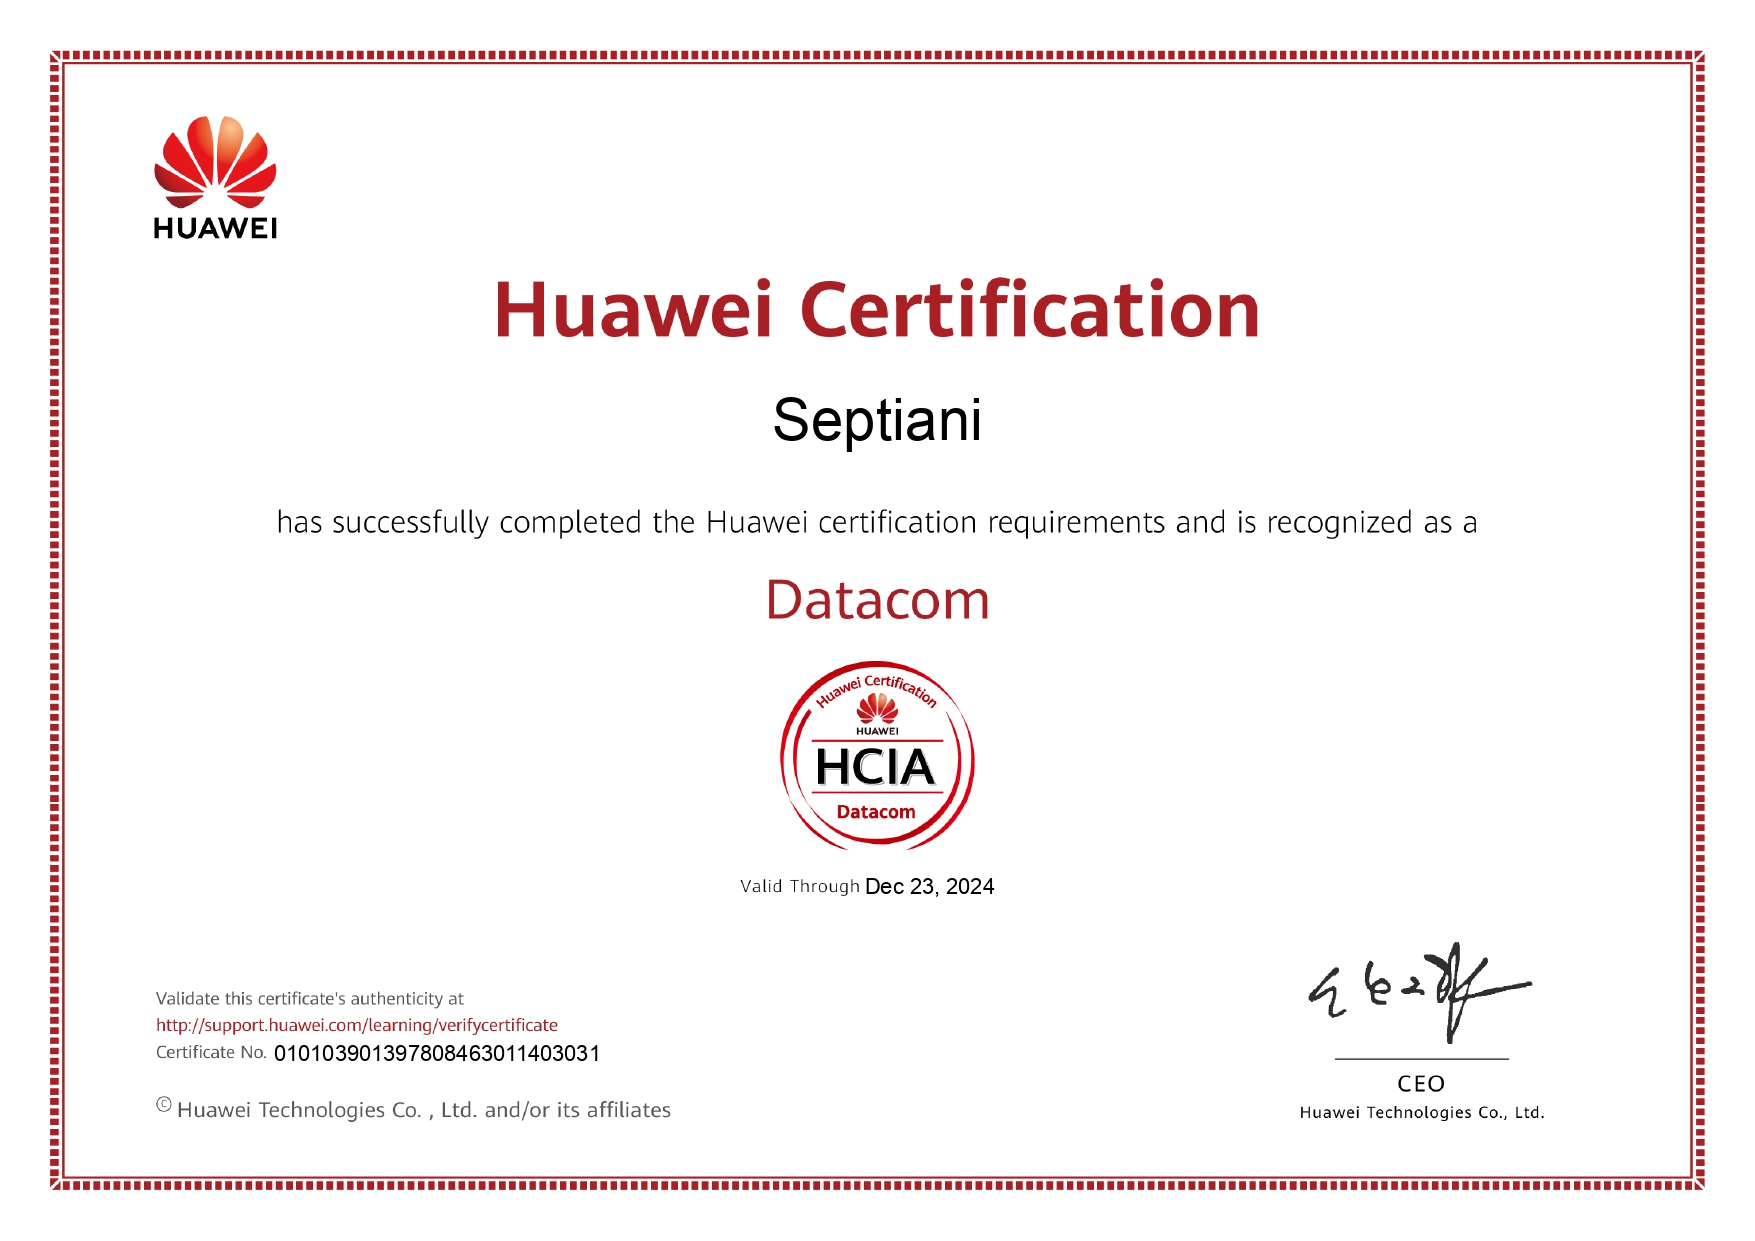 HUAWEI
Huawei Certification
Septiani
has successfully completed the Huawei certification requirements and is recognized as a
Datacom
Huawei Certification
HUAWEI
HCIA
Datacom
Valid Through Dec 23, 2024
Validate this certificate's authenticity at
http://support.huawei.com/learning/verifycertificate
Certificate No. 010103901397808463011403031
© Huawei Technologies Co. , Ltd. and/or its affiliates
CEO
Huawei Technologies Co., Ltd.